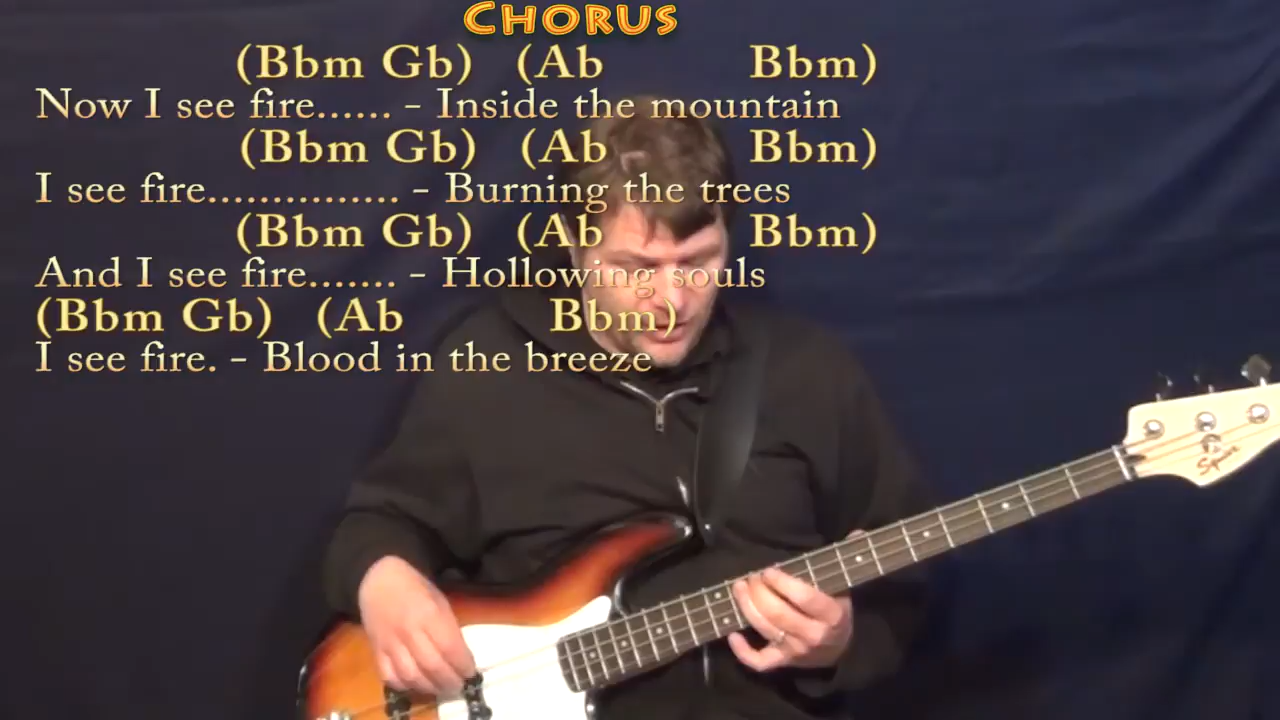 CHORUS
(Bbm Gb) (Ab Bbm)
Now I see fire...... - Inside the mountain
(Bbm Gb) (Ab Bbm)
I see fire............... - Burning the trees
(Bbm Gb) (Ab Bbm)
And I see fire....... - Hollowing souls
(Bbm Gb) (Ab Bbm)
I see fire. - Blood in the breeze